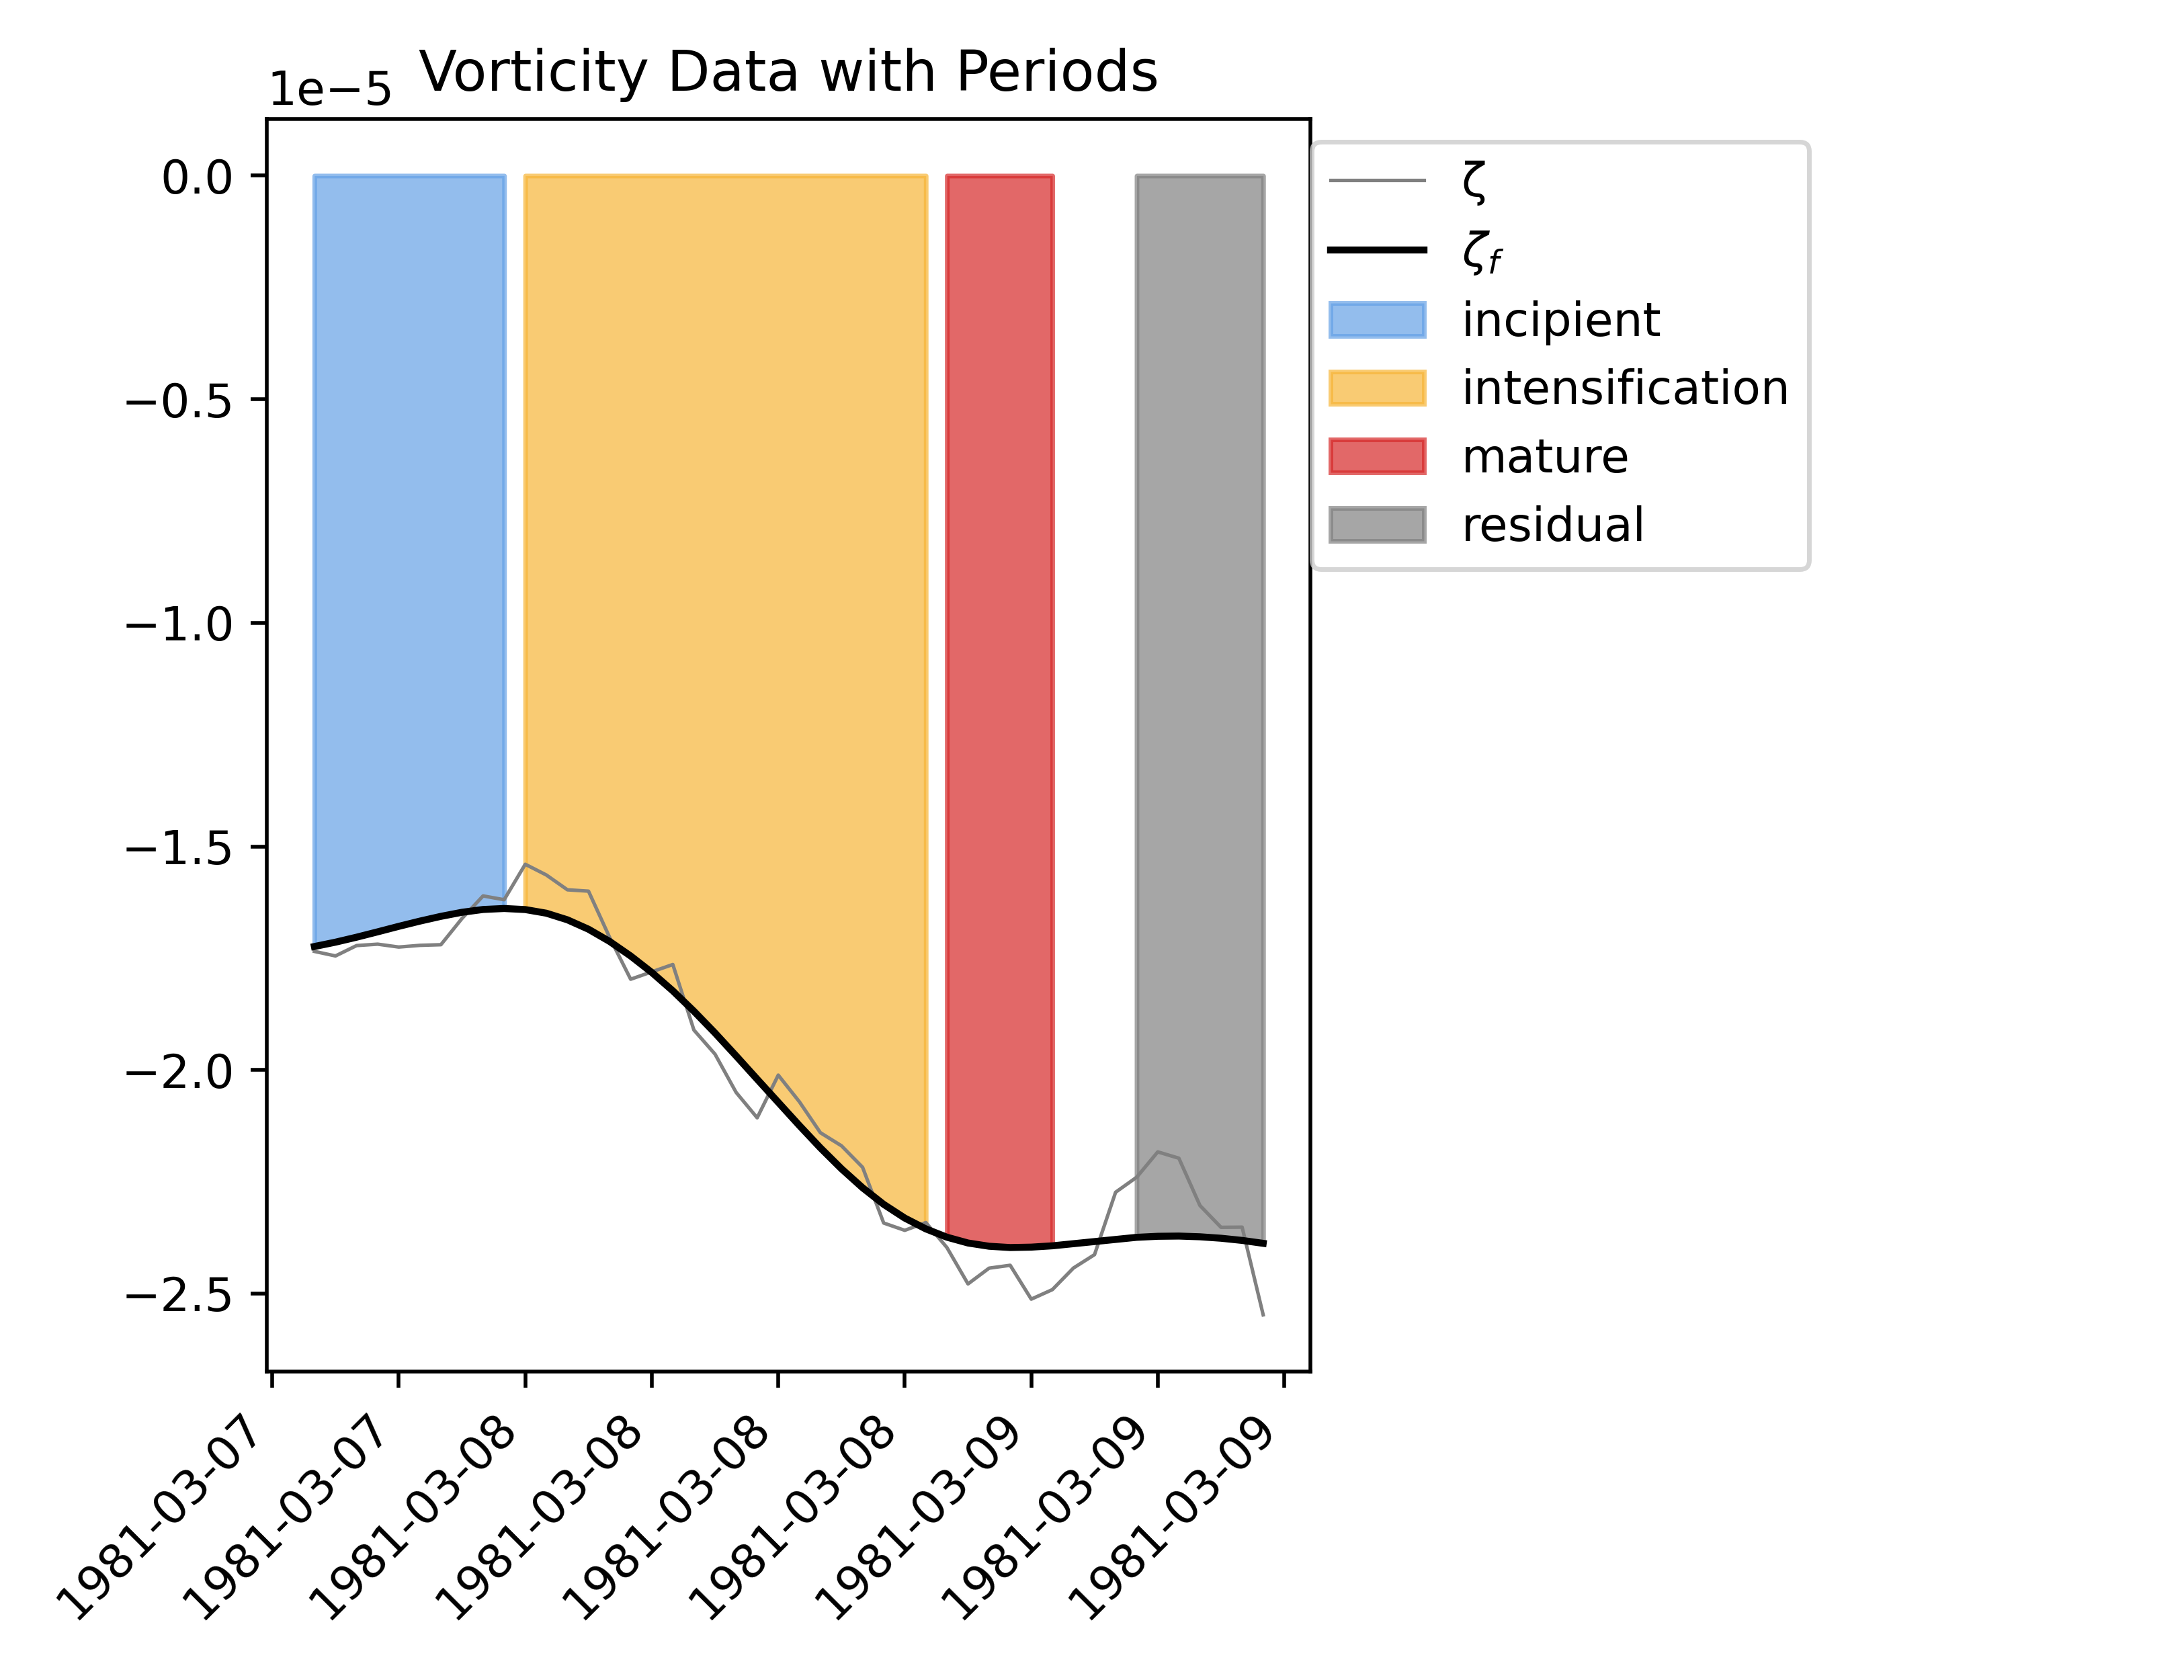 Vorticity Data with Periods
1e−5
0.0
−0.5
−1.0
−1.5
−2.0
−2.5
1981-03-07
1981-03-07
1981-03-08
1981-03-08
1981-03-08
1981-03-08
1981-03-09
1981-03-09
1981-03-09
ζ
ζf
incipient
intensification
mature
residual